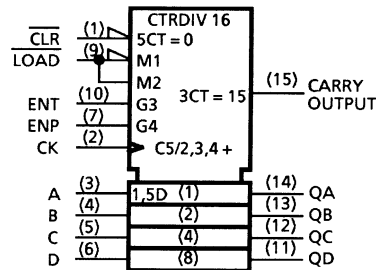 CTRDIV 16
CLR (1) 5CT = 0
LOAD (9) M1
M2
ENT (10) G3 3CT = 15 (15) CARRY OUTPUT
ENP (7) G4
CK (2) C5/2,3,4 +
A (3) 1,5D (1) (14) QA
B (4) (2) (13) QB
C (5) (4) (12) QC
D (6) (8) (11) QD